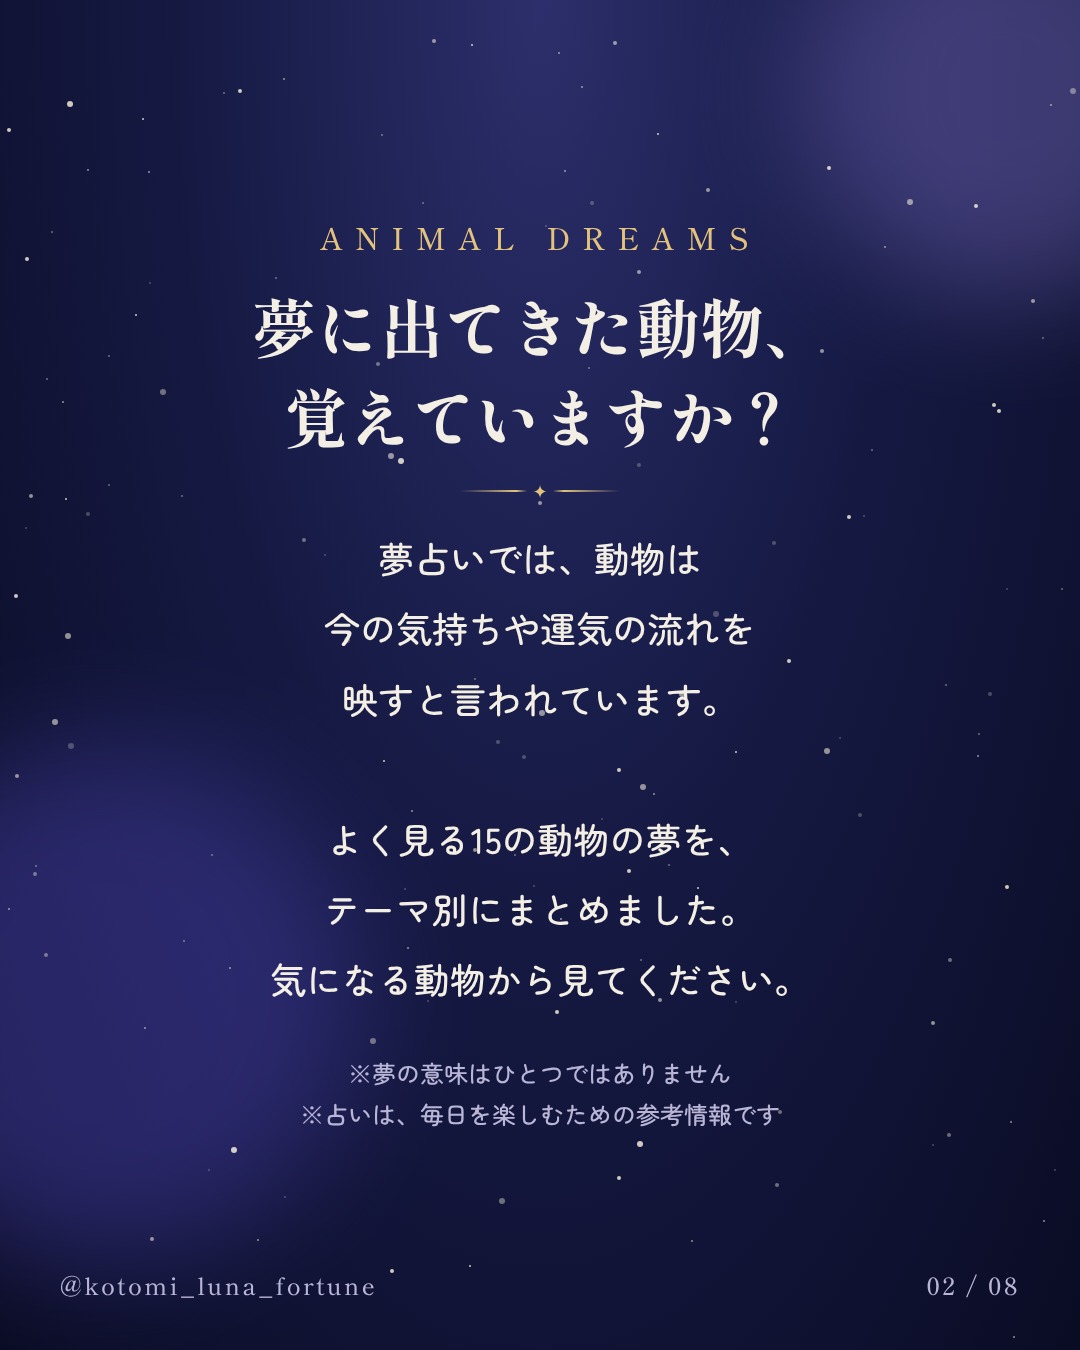 ANIMAL DREAMS
夢に出てきた動物、
覚えていますか？
夢占いでは、動物は
今の気持ちや運気の流れを
映すと言われています。
よく見る15の動物の夢を、
テーマ別にまとめました。
気になる動物から見てください。
※夢の意味はひとつではありません
※占いは、毎日を楽しむための参考情報です
@kotomi_luna_fortune
02 / 08